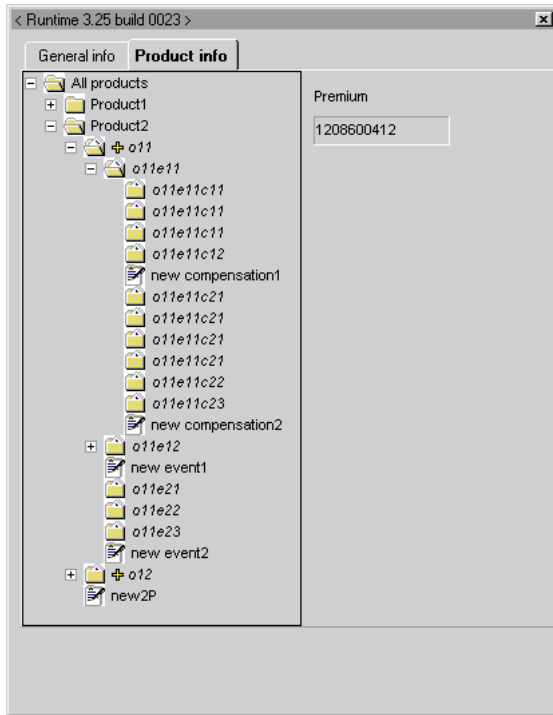 < Runtime 3.25 build 0023 >
General info
Product info
All products
Product1
Product2
o11
o11e11
o11e11c11
o11e11c11
o11e11c11
o11e11c12
new compensation1
o11e11c21
o11e11c21
o11e11c21
o11e11c21
o11e11c22
o11e11c23
new compensation2
o11e12
new event1
o11e21
o11e22
o11e23
new event2
o12
new2P
Premium
1208600412